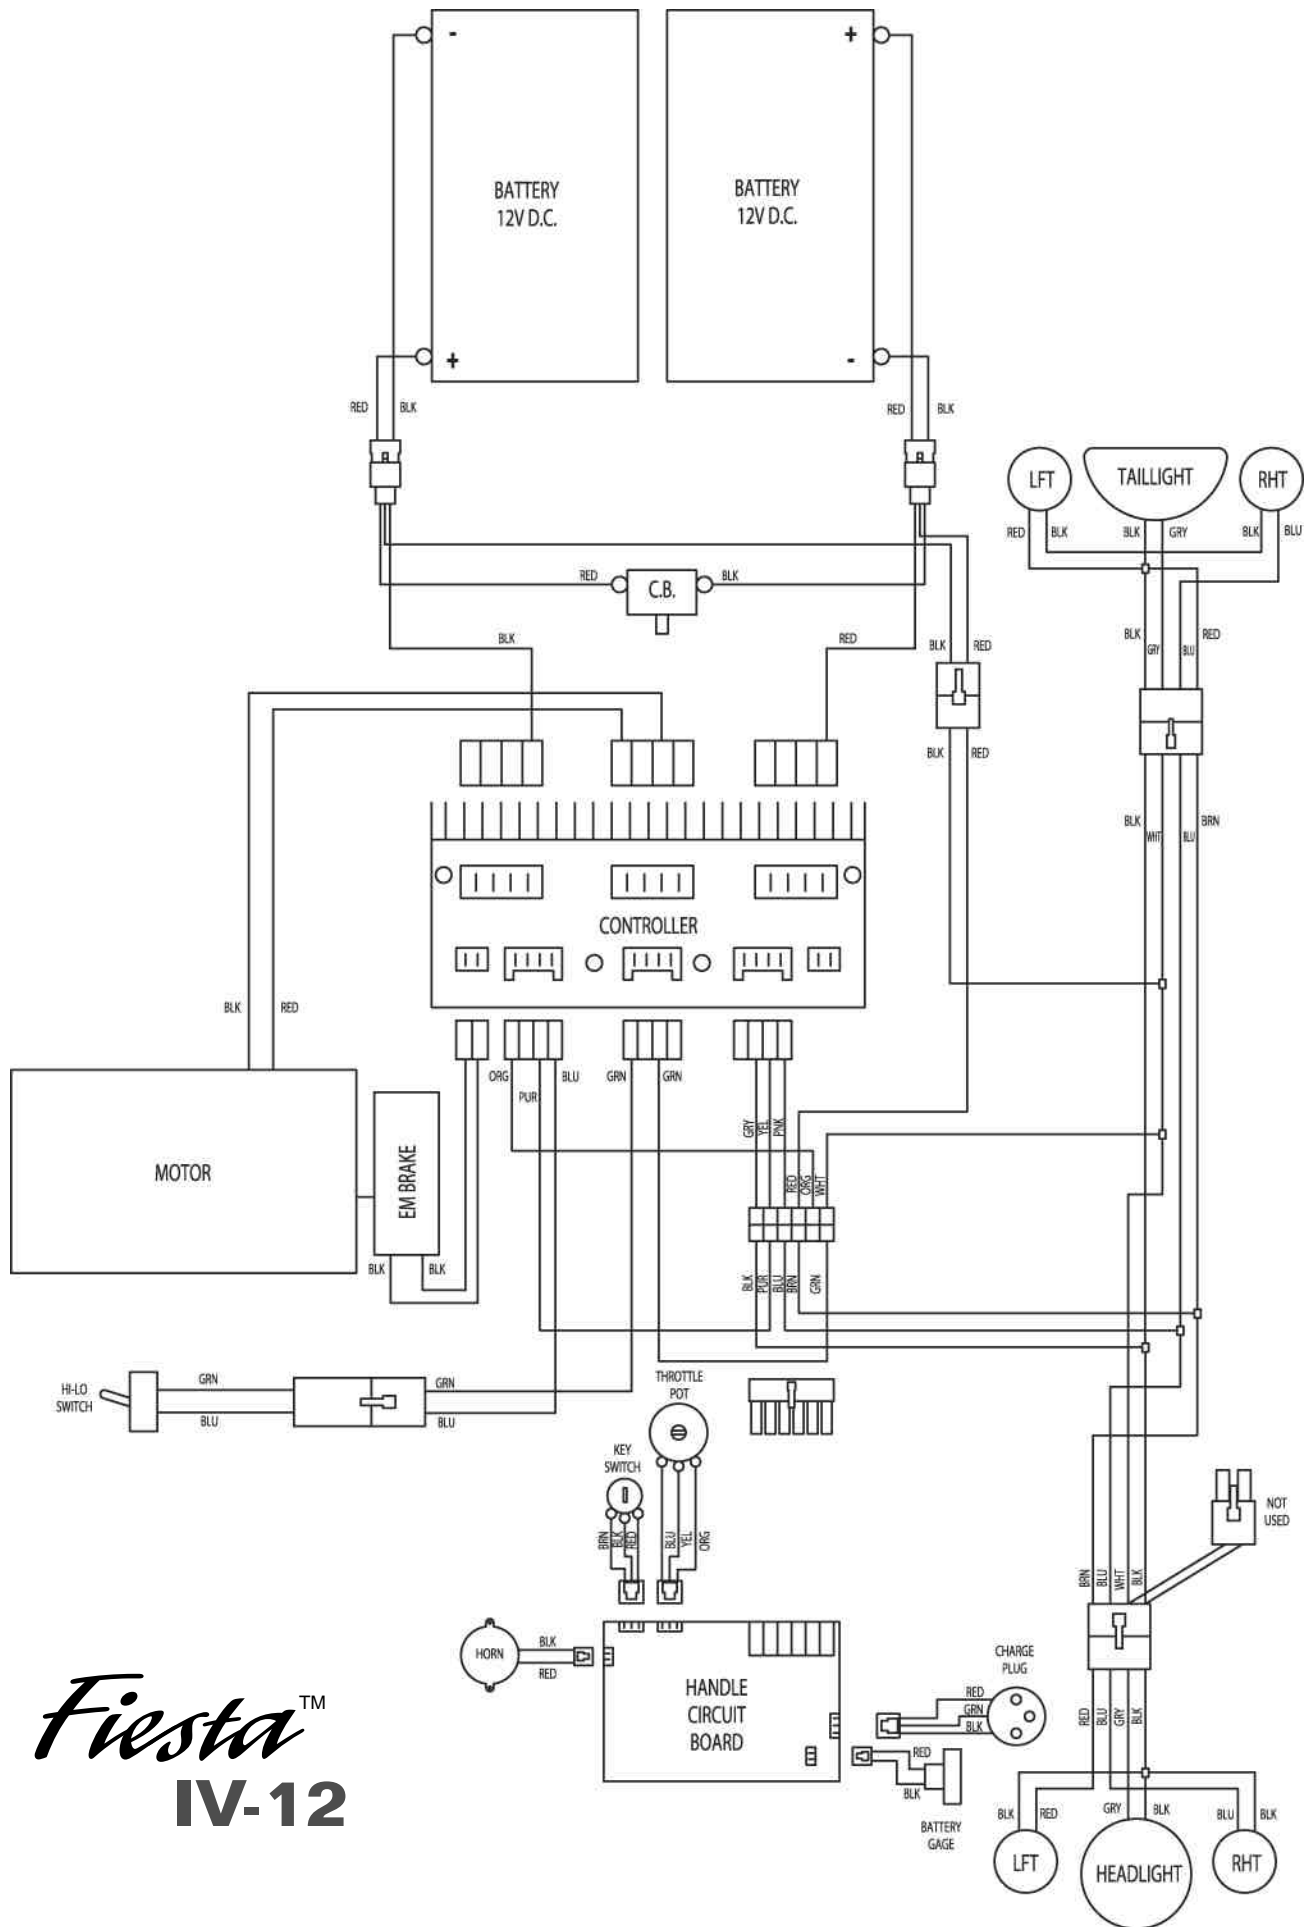 -
+
BATTERY
12V D.C.
BATTERY
12V D.C.
+
-
RED
BLK
RED
BLK
LFT
TAILLIGHT
RHT
RED
BLK
BLK
GRY
BLK
BLU
RED
C.B.
BLK
BLK
RED
BLK
RED
BLK
GRY
BLU
RED
BLK
RED
BLK
WHT
BLU
BRN
CONTROLLER
BLK
RED
ORG
PUR
BLU
GRN
GRN
GRY
YEL
PNK
RED
ORG
WHT
MOTOR
EM BRAKE
BLK
BLK
BLK
PUR
BLU
BRN
GRN
HI-LO
SWITCH
GRN
BLU
GRN
BLU
THROTTLE
POT
KEY
SWITCH
BRN
BLK
RED
BLU
YEL
ORG
NOT
USED
BRN
BLU
WHT
BLK
HORN
BLK
RED
HANDLE
CIRCUIT
BOARD
CHARGE
PLUG
RED
GRN
BLK
RED
BLK
BATTERY
GAGE
RED
BLU
GRY
BLK
BLK
RED
GRY
BLK
BLU
BLK
LFT
HEADLIGHT
RHT
Fiesta™
IV-12